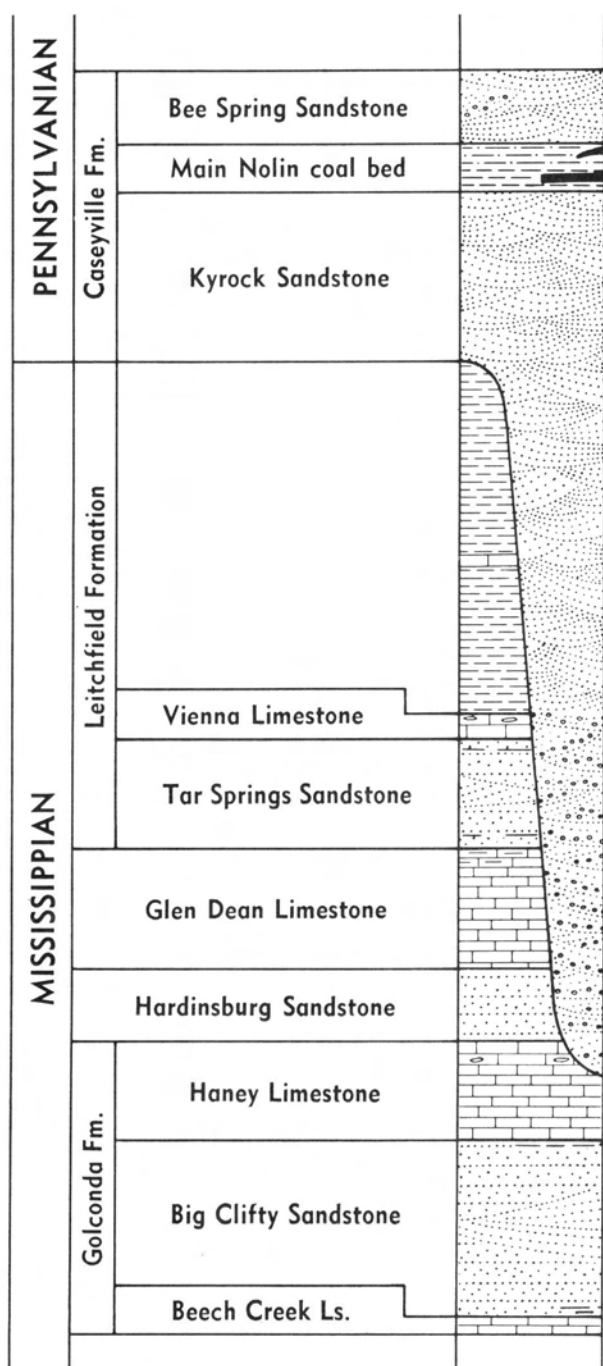 PENNSYLVANIAN
Caseyville Fm.
Bee Spring Sandstone
Main Nolin coal bed
Kyrock Sandstone
MISSISSIPPIAN
Leitchfield Formation
Vienna Limestone
Tar Springs Sandstone
Glen Dean Limestone
Hardinsburg Sandstone
Golconda Fm.
Haney Limestone
Big Clifty Sandstone
Beech Creek Ls.